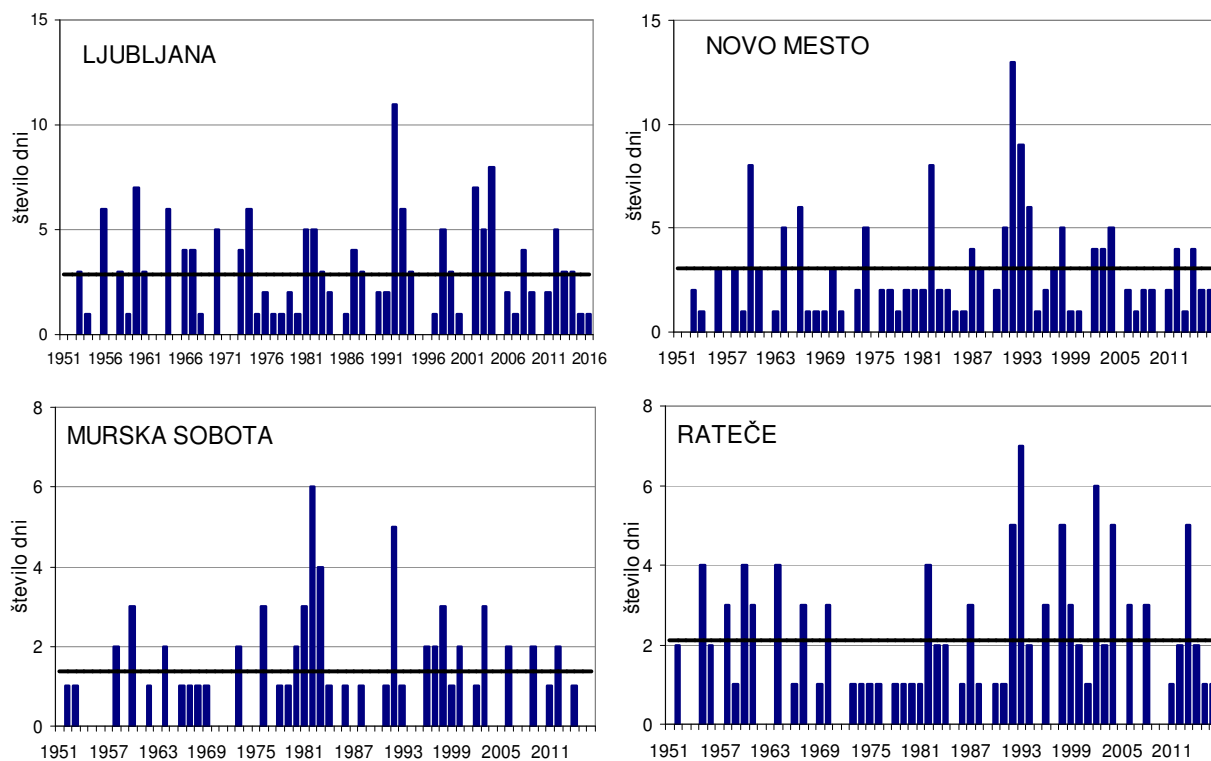 LJUBLJANA
število dni
15
10
5
0
1951 1956 1961 1966 1971 1976 1981 1986 1991 1996 2001 2006 2011 2016
NOVO MESTO
število dni
15
10
5
0
1951 1957 1963 1969 1975 1981 1987 1993 1999 2005 2011
MURSKA SOBOTA
število dni
8
6
4
2
0
1951 1957 1963 1969 1975 1981 1987 1993 1999 2005 2011
RATEČE
število dni
8
6
4
2
0
1951 1957 1963 1969 1975 1981 1987 1993 1999 2005 2011